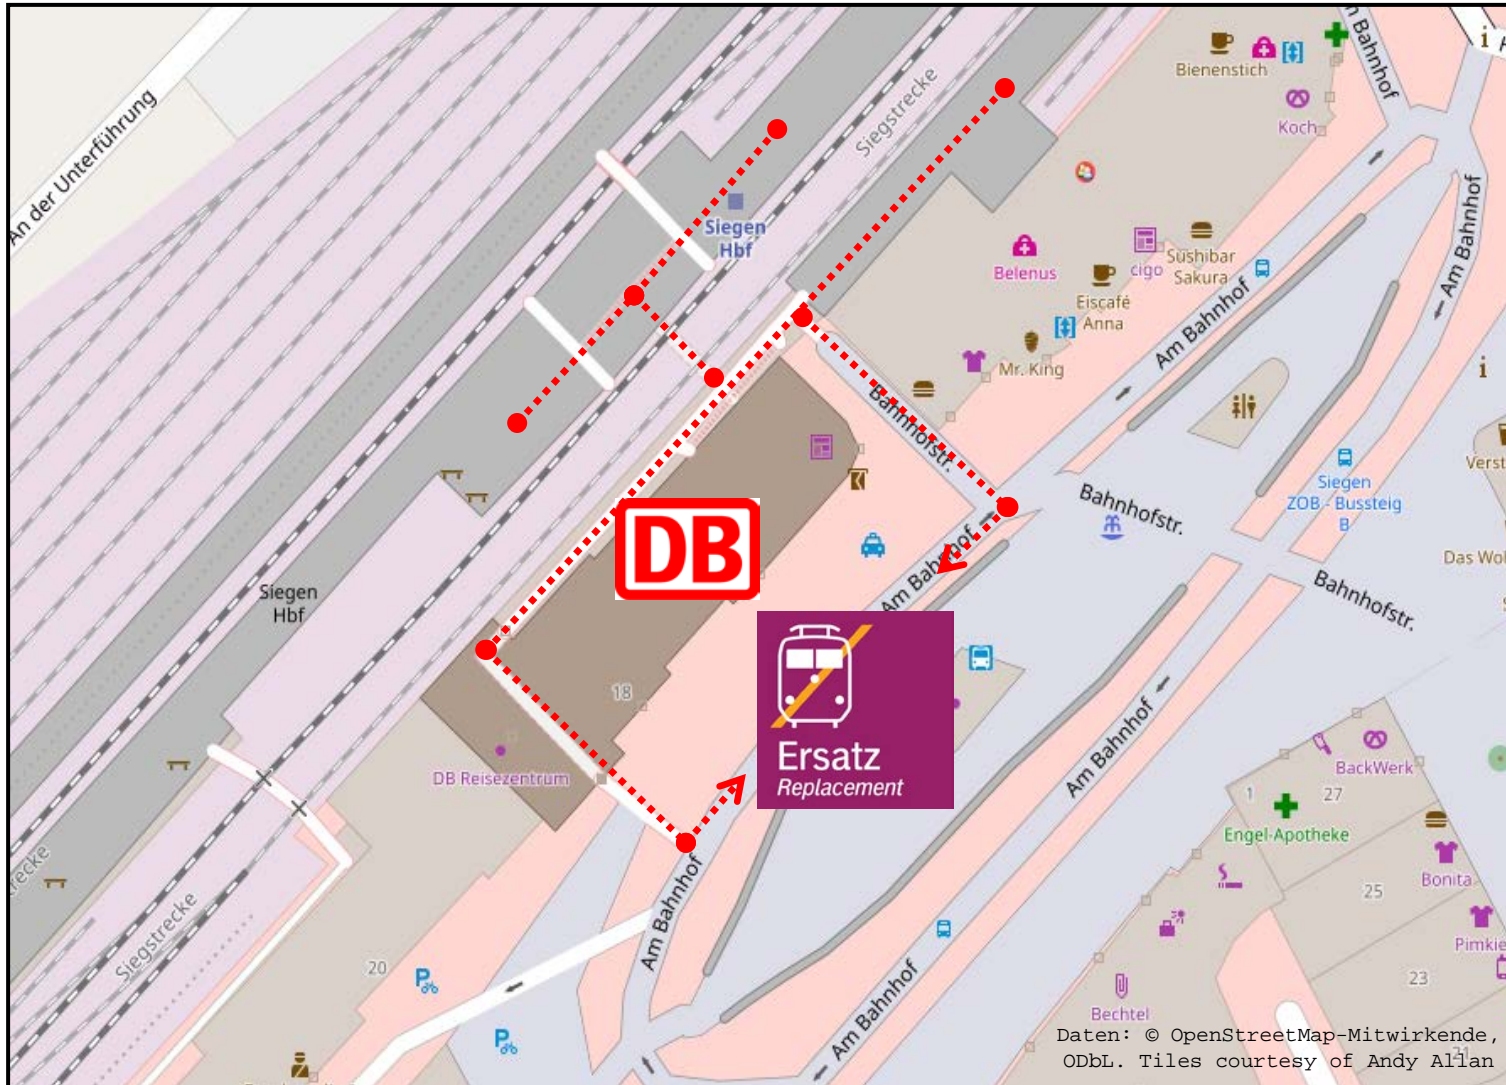 An der Unterführung
Siegstrecke
n Bahnhof
Bienenstich
Koch
Siegen
Hbf
Belenus
cigo
Sushibar
Sakura
Eiscafé
Anna
Am Bahnhof
Am Bahnhof
Mr. King
Bahnhofstr.
Bahnhofstr.
Siegen
ZOB - Bussteig
B
Verst
Das Wol
Bahnhofstr.
DB
Am Bahnhof
Siegen
Hbf
18
Ersatz
Replacement
DB Reisezentrum
Am Bahnhof
BackWerk
1
27
Engel-Apotheke
Bonita
25
Pimkie
23
Am Bahnhof
Siegstrecke
recke
20
P
P
Am Bahnhof
Bechtel
21
Daten: © OpenStreetMap-Mitwirkende,
ODbL. Tiles courtesy of Andy Allan